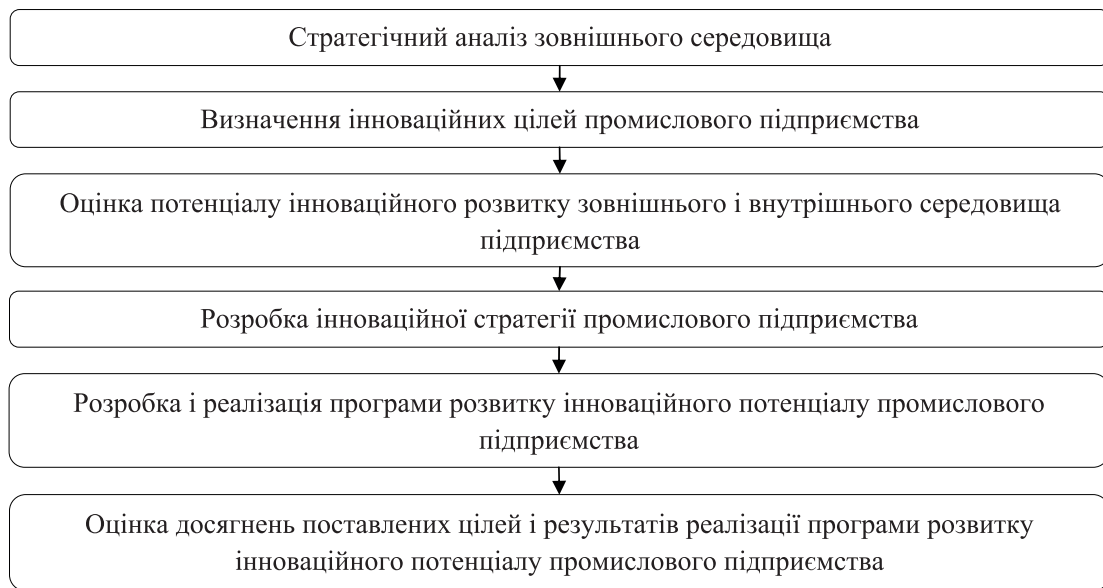 Стратегічний аналіз зовнішнього середовища
Визначення інноваційних цілей промислового підприємства
Оцінка потенціалу інноваційного розвитку зовнішнього і внутрішнього середовища
підприємства
Розробка інноваційної стратегії промислового підприємства
Розробка і реалізація програми розвитку інноваційного потенціалу промислового
підприємства
Оцінка досягнень поставлених цілей і результатів реалізації програми розвитку
інноваційного потенціалу промислового підприємства